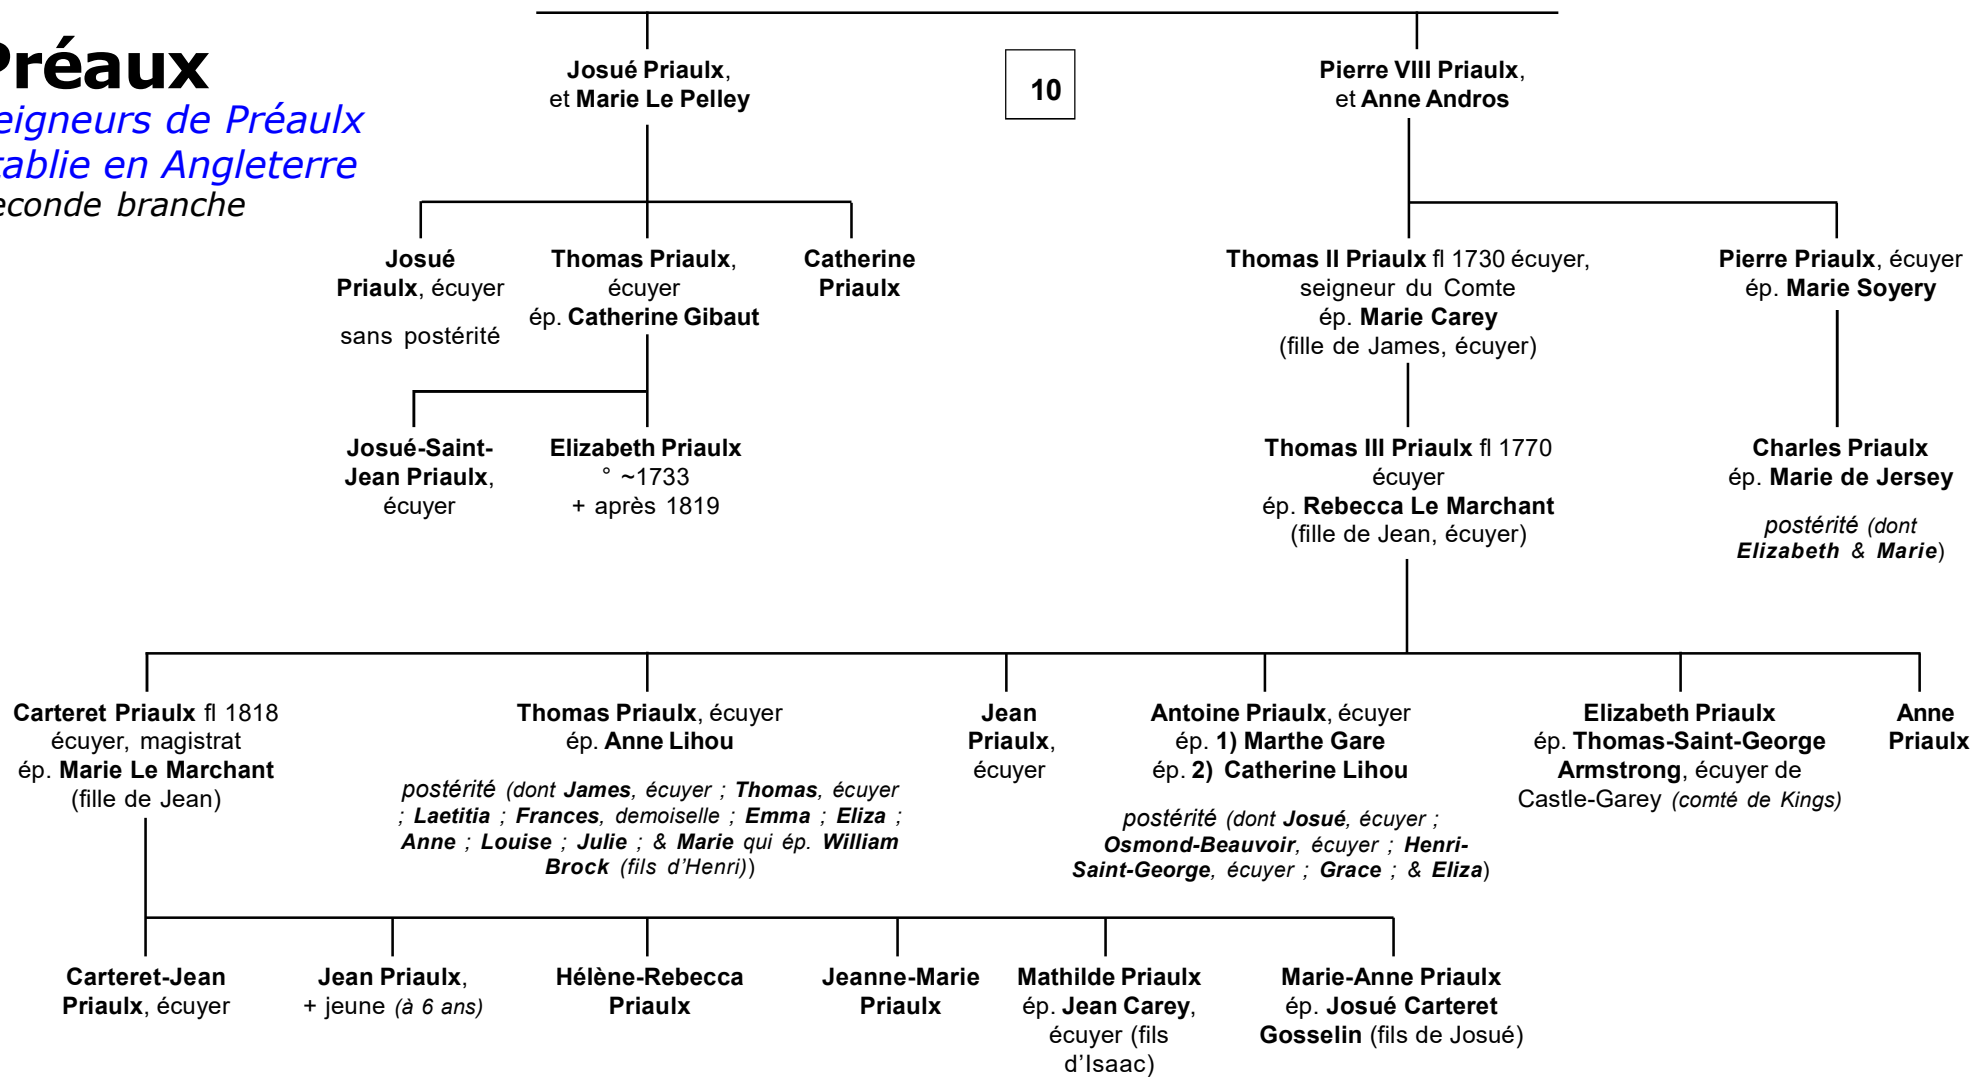 Préaux
eigneurs de Préaulx
tablie en Angleterre
econde branche
10
Josué Priaulx,
et Marie Le Pelley
Pierre VIII Priaulx,
et Anne Andros
Josué
Priaulx, écuyer
sans postérité
Thomas Priaulx,
écuyer
ép. Catherine Gibaut
Catherine
Priaulx
Thomas II Priaulx fl 1730 écuyer,
seigneur du Comte
ép. Marie Carey
(fille de James, écuyer)
Pierre Priaulx, écuyer
ép. Marie Soyery
Josué-Saint-
Jean Priaulx,
écuyer
Elizabeth Priaulx
° ~1733
+ après 1819
Thomas III Priaulx fl 1770
écuyer
ép. Rebecca Le Marchant
(fille de Jean, écuyer)
Charles Priaulx
ép. Marie de Jersey
postérité (dont
Elizabeth & Marie)
Carteret Priaulx fl 1818
écuyer, magistrat
ép. Marie Le Marchant
(fille de Jean)
Thomas Priaulx, écuyer
ép. Anne Lihou
postérité (dont James, écuyer ; Thomas, écuyer
; Laetitia ; Frances, demoiselle ; Emma ; Eliza ;
Anne ; Louise ; Julie ; & Marie qui ép. William
Brock (fils d'Henri))
Jean
Priaulx,
écuyer
Antoine Priaulx, écuyer
ép. 1) Marthe Gare
ép. 2) Catherine Lihou
postérité (dont Josué, écuyer ;
Osmond-Beauvoir, écuyer ; Henri-
Saint-George, écuyer ; Grace ; & Eliza)
Elizabeth Priaulx
ép. Thomas-Saint-George
Armstrong, écuyer de
Castle-Garey (comté de Kings)
Anne
Priaulx
Carteret-Jean
Priaulx, écuyer
Jean Priaulx,
+ jeune (à 6 ans)
Hélène-Rebecca
Priaulx
Jeanne-Marie
Priaulx
Mathilde Priaulx
ép. Jean Carey,
écuyer (fils
d'Isaac)
Marie-Anne Priaulx
ép. Josué Carteret
Gosselin (fils de Josué)